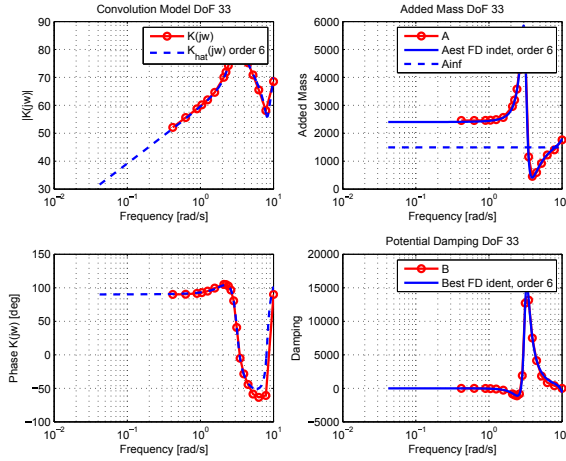 Convolution Model DoF 33
K(jw)
K_hat(jw) order 6
|K(jw)|
90
80
70
60
50
40
30
10^-2
10^-1
10^0
10^1
Frequency [rad/s]
Added Mass DoF 33
A
Aest FD indet, order 6
Ainf
Added Mass
6000
5000
4000
3000
2000
1000
0
10^-2
10^0
10^1
Frequency [rad/s]
Phase K(jw) [deg]
150
100
50
0
-50
-100
10^-2
10^-1
10^0
10^1
Frequency [rad/s]
Potential Damping DoF 33
B
Best FD ident, order 6
Damping
20000
15000
10000
5000
0
-5000
10^-2
10^0
10^1
Frequency [rad/s]